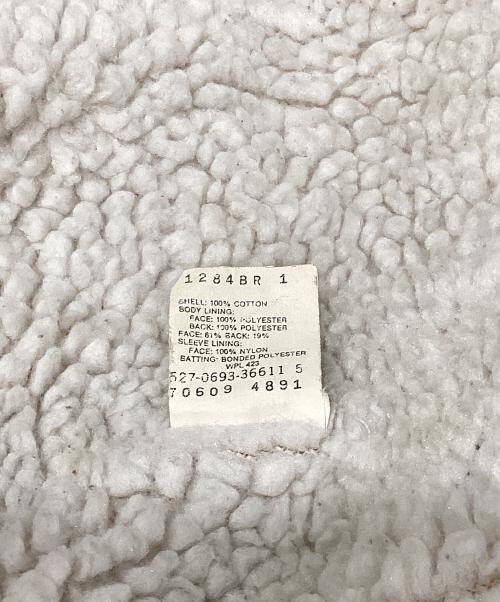 1284BR 1
SHELL: 100% COTTON
BODY LINING:
FACE: 100% POLYESTER
BACK: 100% POLYESTER
FACE: 81% BACK: 19%
SLEEVE LINING:
FACE: 100% NYLON
BATTING: BONDED POLYESTER
WPL 423
527-0693-36611 5
70609 4891